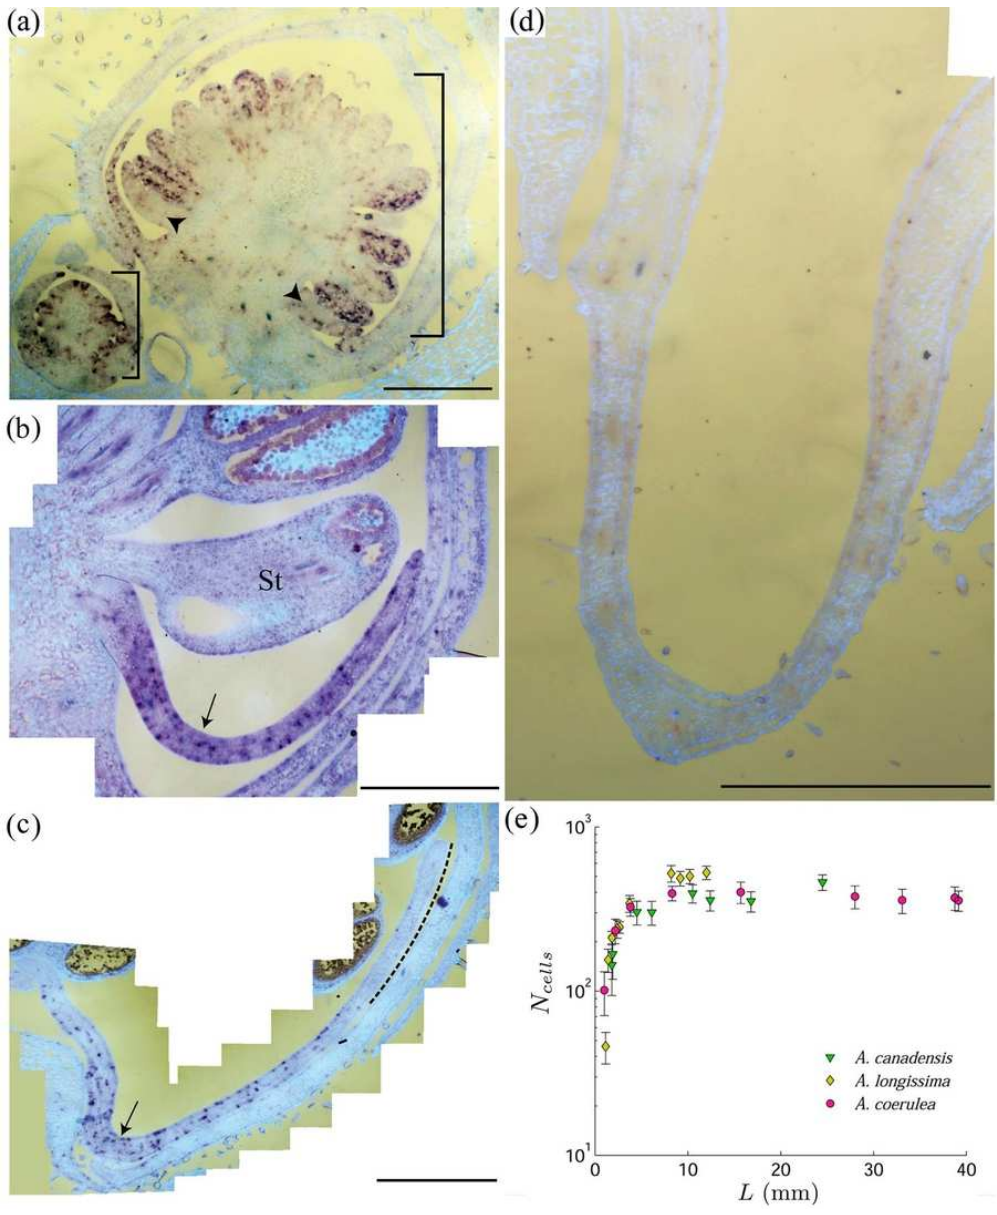 (a)
(b)
St
(c)
(d)
(e)
10³
10²
10¹
N_cells
0 10 20 30 40
L (mm)
A. canadensis
A. longissima
A. coerulea